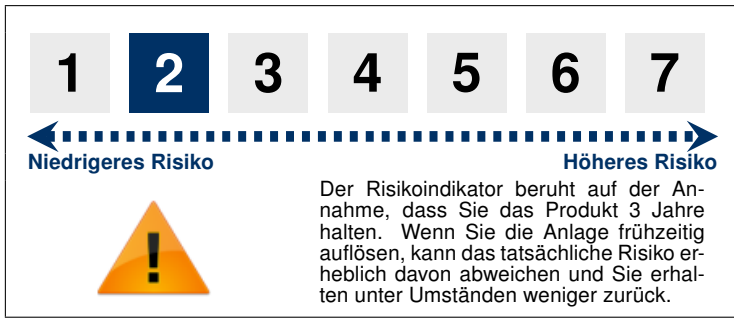 1 2 3 4 5 6 7
Niedrigeres Risiko Höheres Risiko
Der Risikoindikator beruht auf der An-
nahme, dass Sie das Produkt 3 Jahre
halten. Wenn Sie die Anlage frühzeitig
auflösen, kann das tatsächliche Risiko er-
heblich davon abweichen und Sie erhal-
ten unter Umständen weniger zurück.